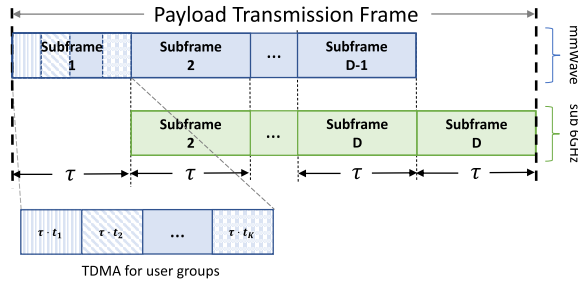 Payload Transmission Frame
Subframe
1
Subframe
2
...
Subframe
D-1
mmWave
Subframe
2
...
Subframe
D
Subframe
D
sub 6GHz
τ
τ
τ
τ
τ · t₁
τ · t₂
...
τ · t_K
TDMA for user groups